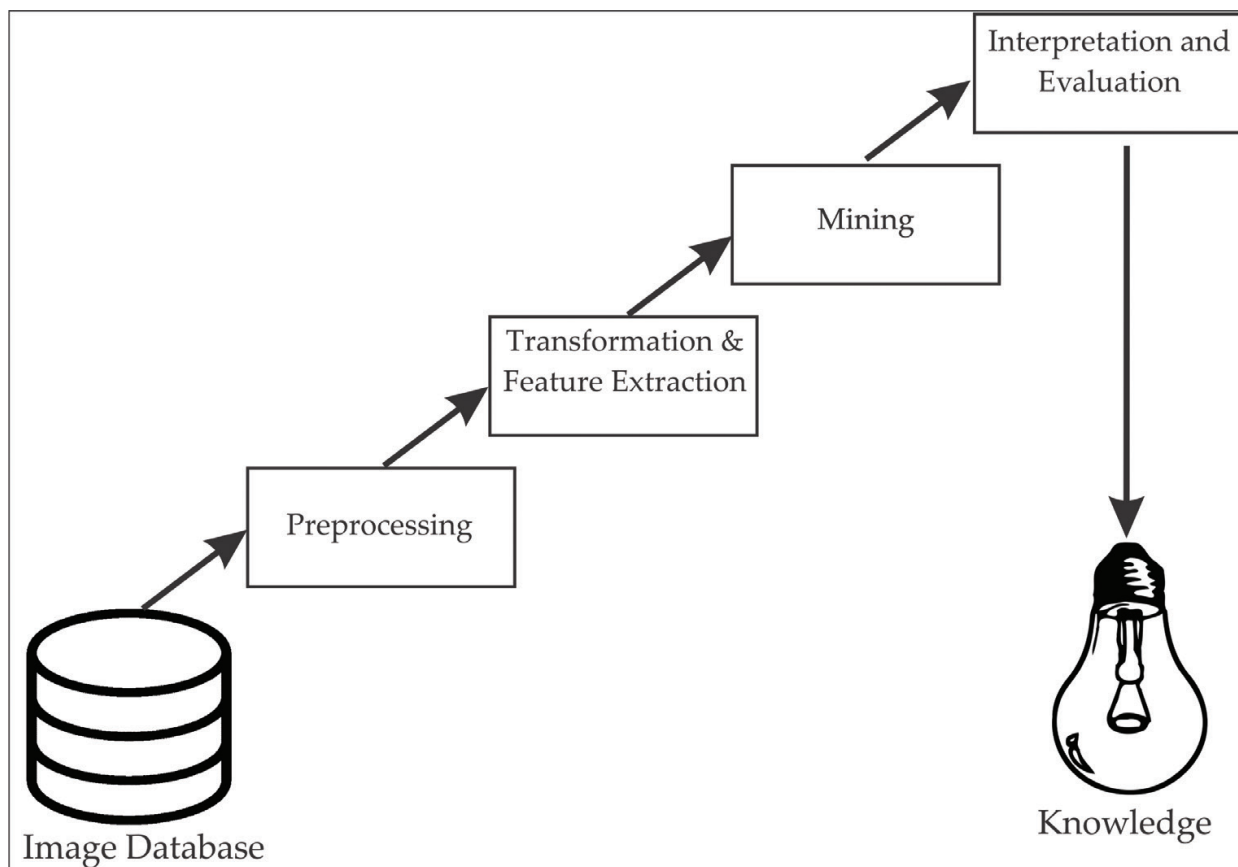 Interpretation and
Evaluation
Mining
Transformation &
Feature Extraction
Preprocessing
Image Database
Knowledge